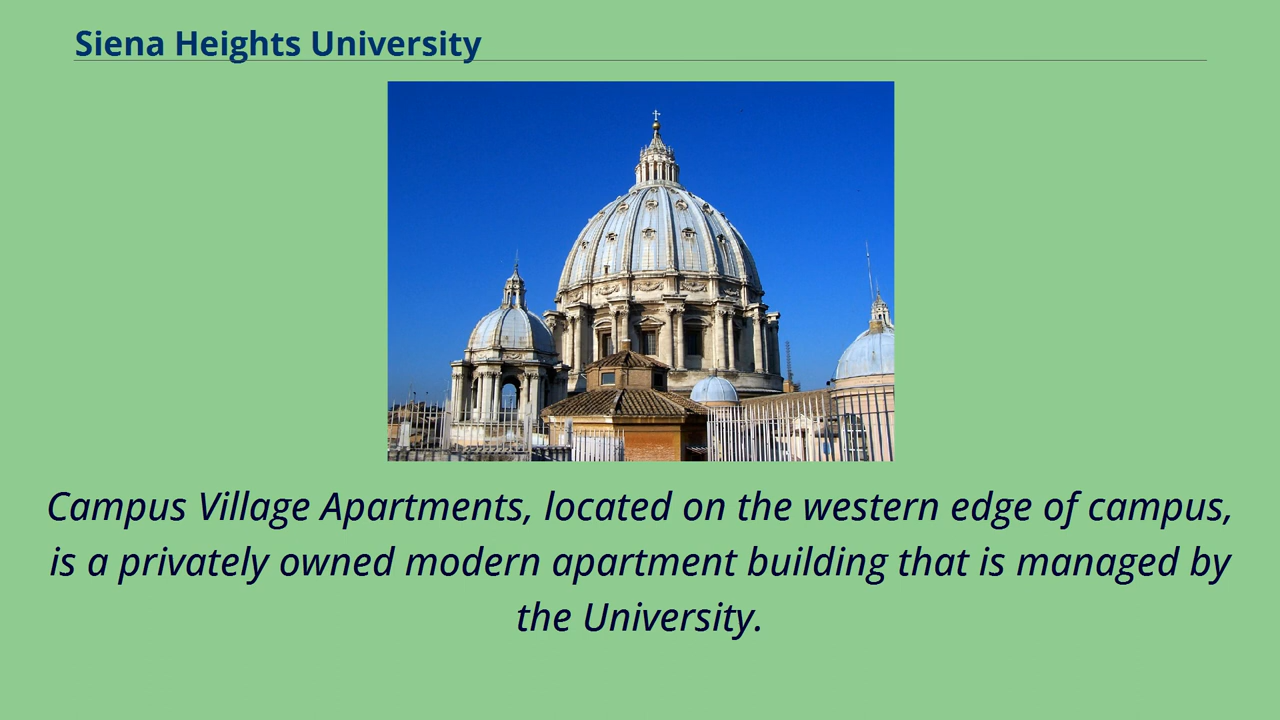 Siena Heights University
Campus Village Apartments, located on the western edge of campus,
is a privately owned modern apartment building that is managed by
the University.